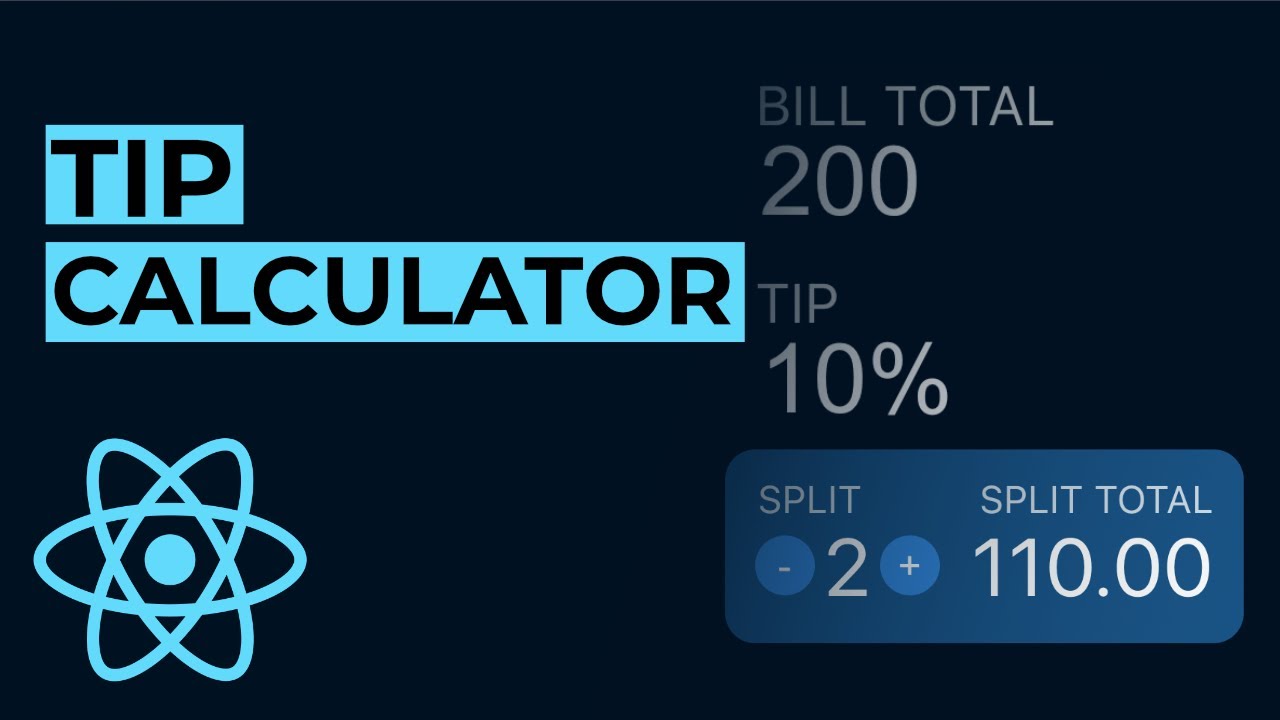 TIP
CALCULATOR
BILL TOTAL
200
TIP
10%
SPLIT SPLIT TOTAL
- 2 + 110.00